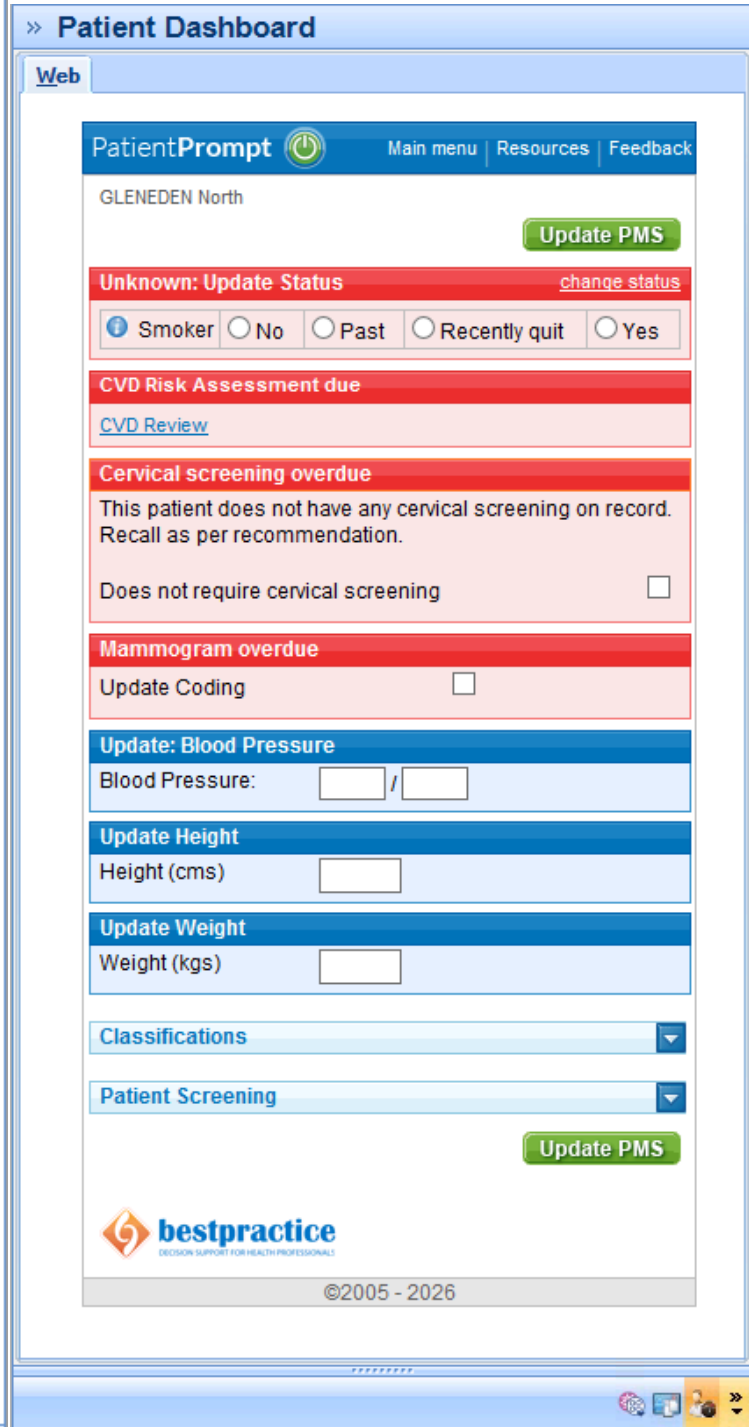 » Patient Dashboard
Web
PatientPrompt Main menu | Resources | Feedback
GLENEDEN North
Update PMS
Unknown: Update Status change status
Smoker No Past Recently quit Yes
CVD Risk Assessment due
CVD Review
Cervical screening overdue
This patient does not have any cervical screening on record.
Recall as per recommendation.
Does not require cervical screening
Mammogram overdue
Update Coding
Update: Blood Pressure
Blood Pressure: /
Update Height
Height (cms)
Update Weight
Weight (kgs)
Classifications
Patient Screening
Update PMS
bestpractice
DECISION SUPPORT FOR HEALTH PROFESSIONALS
©2005 - 2026